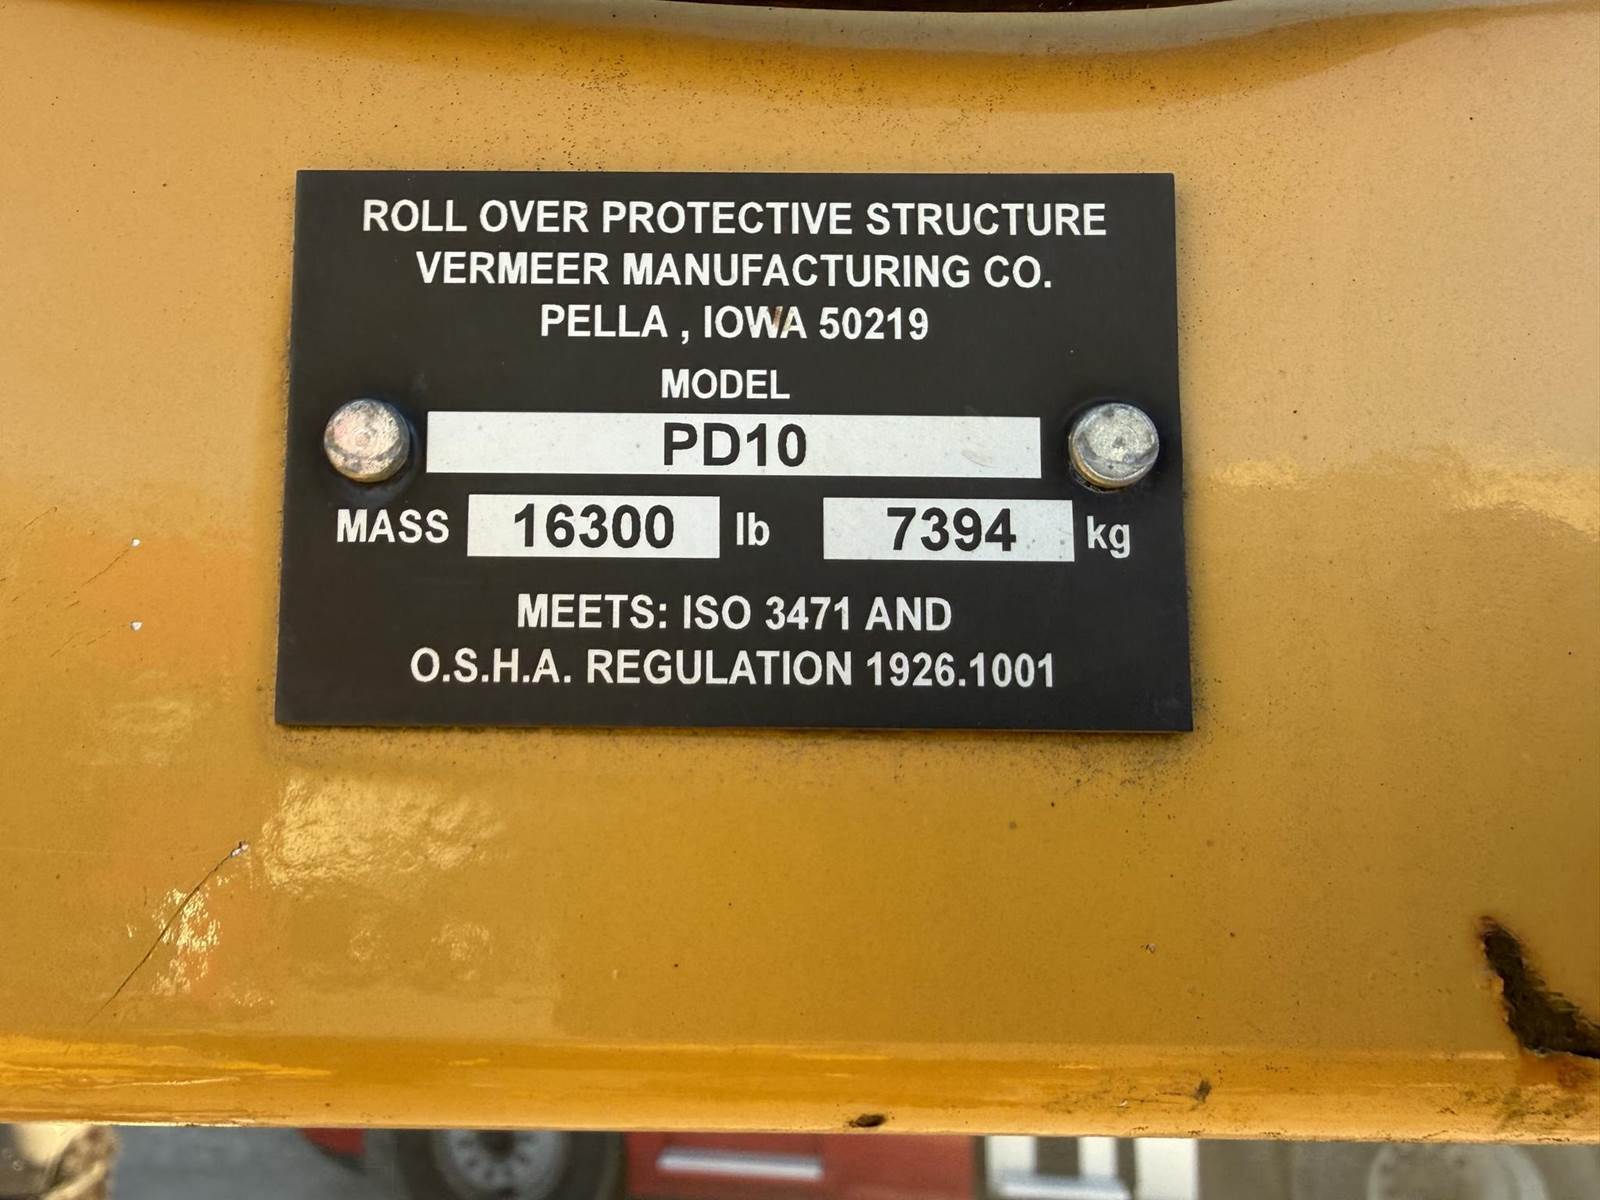 ROLL OVER PROTECTIVE STRUCTURE
VERMEER MANUFACTURING CO.
PELLA , IOWA 50219
MODEL
PD10
MASS 16300 lb 7394 kg
MEETS: ISO 3471 AND
O.S.H.A. REGULATION 1926.1001